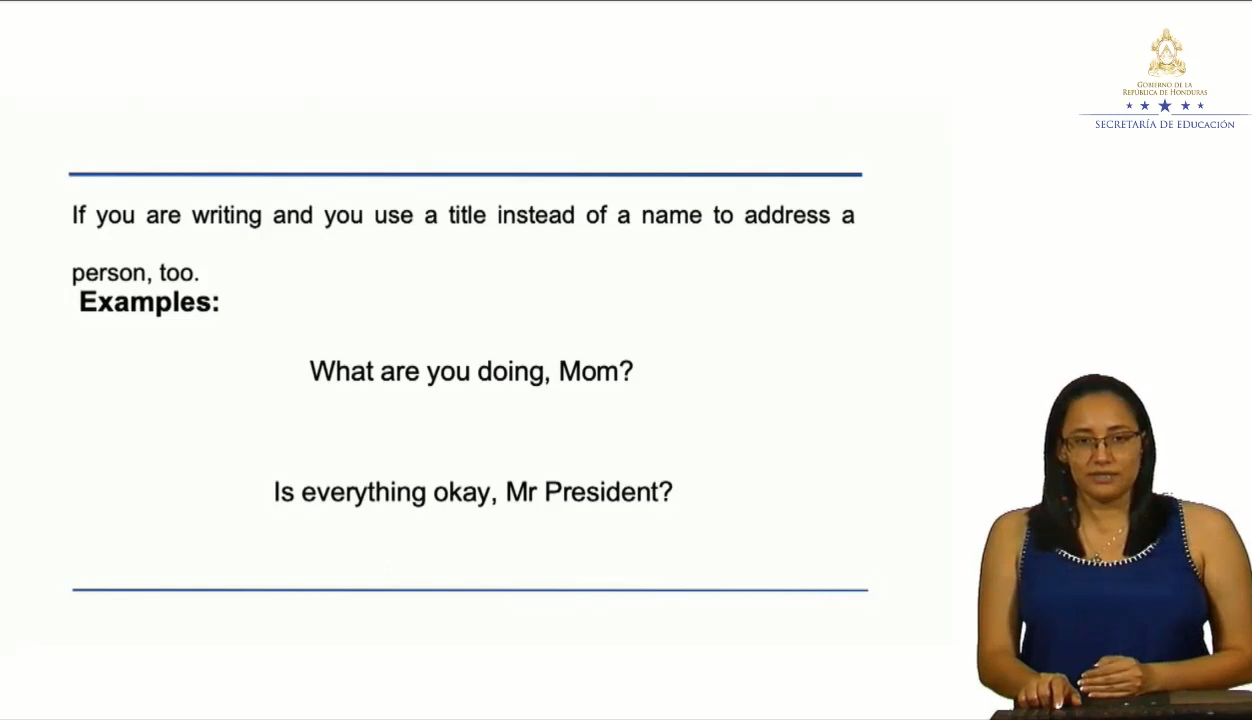 GOBIERNO DE LA
REPÚBLICA DE HONDURAS
SECRETARÍA DE EDUCACIÓN
If you are writing and you use a title instead of a name to address a
person, too.
Examples:
What are you doing, Mom?
Is everything okay, Mr President?